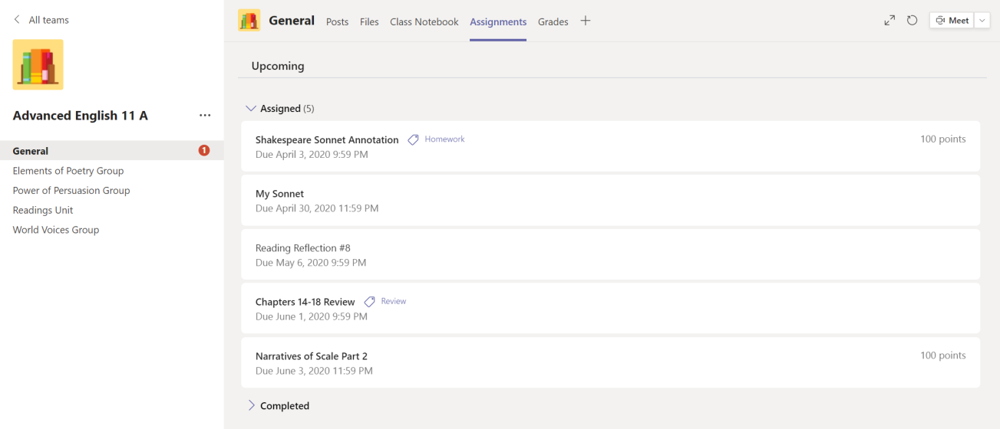 All teams
Advanced English 11 A
General
1
Elements of Poetry Group
Power of Persuasion Group
Readings Unit
World Voices Group
General Posts Files Class Notebook Assignments Grades
Meet
Upcoming
Assigned (5)
Shakespeare Sonnet Annotation Homework 100 points
Due April 3, 2020 9:59 PM
My Sonnet
Due April 30, 2020 11:59 PM
Reading Reflection #8
Due May 6, 2020 9:59 PM
Chapters 14-18 Review Review
Due June 1, 2020 9:59 PM
Narratives of Scale Part 2 100 points
Due June 3, 2020 11:59 PM
Completed